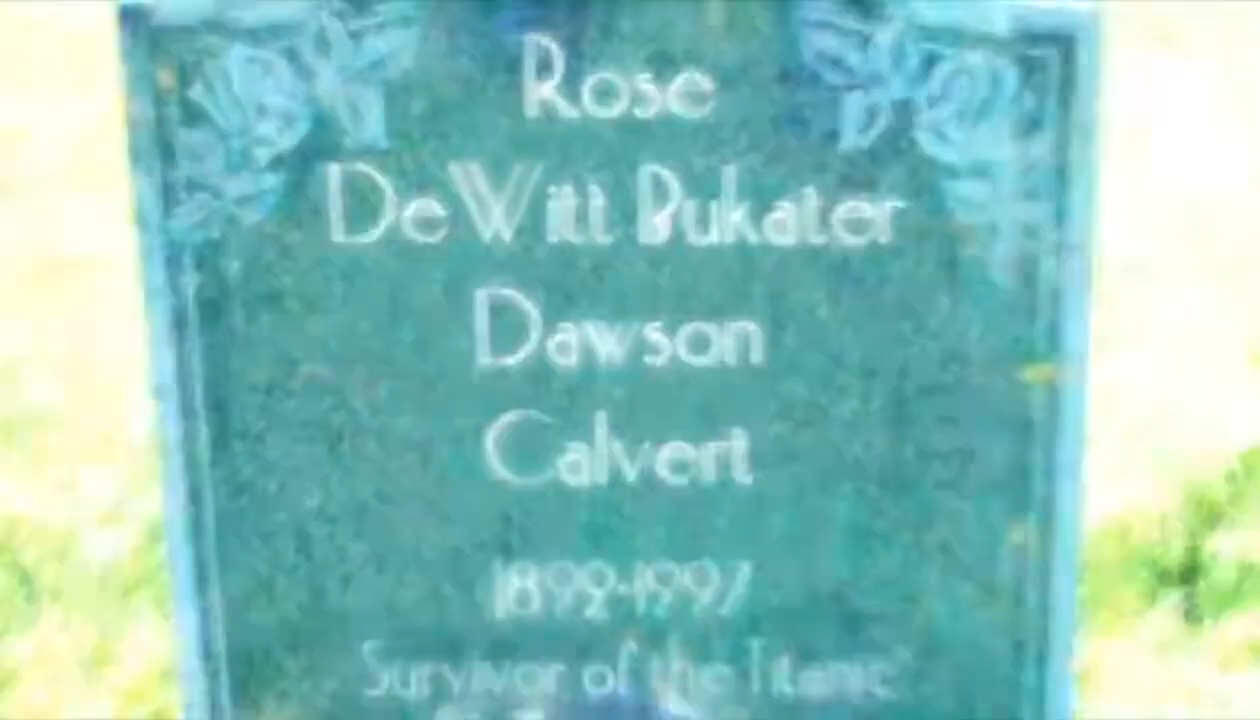 Rose
DeWitt Bukater
Dawson
Calvert
1892-1997
Survivor of the Titanic